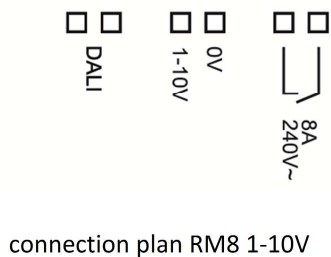 DALI
1-10V
0V
8A
240V~
connection plan RM8 1-10V